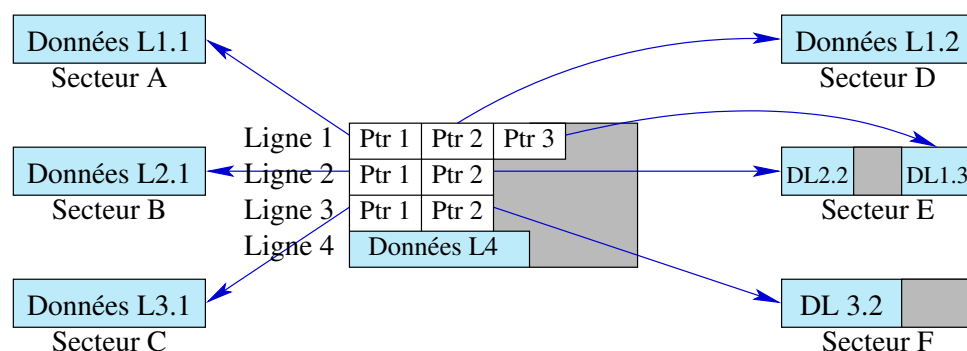 Données L1.1
Secteur A
Données L1.2
Secteur D
Ligne 1 Ptr 1 Ptr 2 Ptr 3
Données L2.1
Secteur B
Ligne 2 Ptr 1 Ptr 2
DL2.2 DL1.3
Secteur E
Ligne 3 Ptr 1 Ptr 2
Ligne 4 Données L4
Données L3.1
Secteur C
DL 3.2
Secteur F